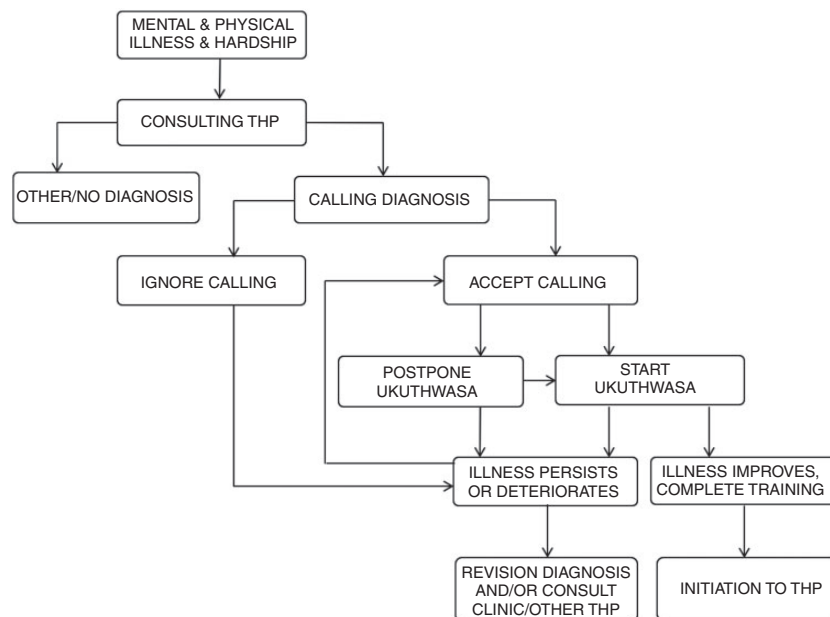 MENTAL & PHYSICAL
ILLNESS & HARDSHIP
CONSULTING THP
OTHER/NO DIAGNOSIS
CALLING DIAGNOSIS
IGNORE CALLING
ACCEPT CALLING
POSTPONE
UKUTHWASA
START
UKUTHWASA
ILLNESS PERSISTS
OR DETERIORATES
ILLNESS IMPROVES,
COMPLETE TRAINING
REVISION DIAGNOSIS
AND/OR CONSULT
CLINIC/OTHER THP
INITIATION TO THP